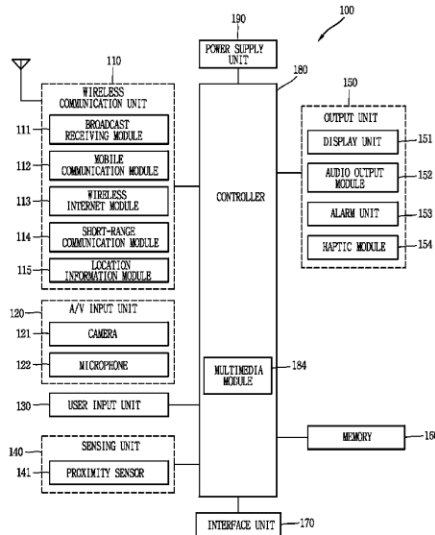 100
190
POWER SUPPLY
UNIT
110
180
WIRELESS
COMMUNICATION UNIT
111
BROADCAST
RECEIVING MODULE
112
MOBILE
COMMUNICATION MODULE
113
WIRELESS
INTERNET MODULE
114
SHORT-RANGE
COMMUNICATION MODULE
115
LOCATION
INFORMATION MODULE
120
A/V INPUT UNIT
121
CAMERA
122
MICROPHONE
130
USER INPUT UNIT
140
SENSING UNIT
141
PROXIMITY SENSOR
CONTROLLER
MULTIMEDIA
MODULE
184
150
OUTPUT UNIT
DISPLAY UNIT
151
AUDIO OUTPUT
MODULE
152
ALARM UNIT
153
HAPTIC MODULE
154
MEMORY
INTERFACE UNIT
170